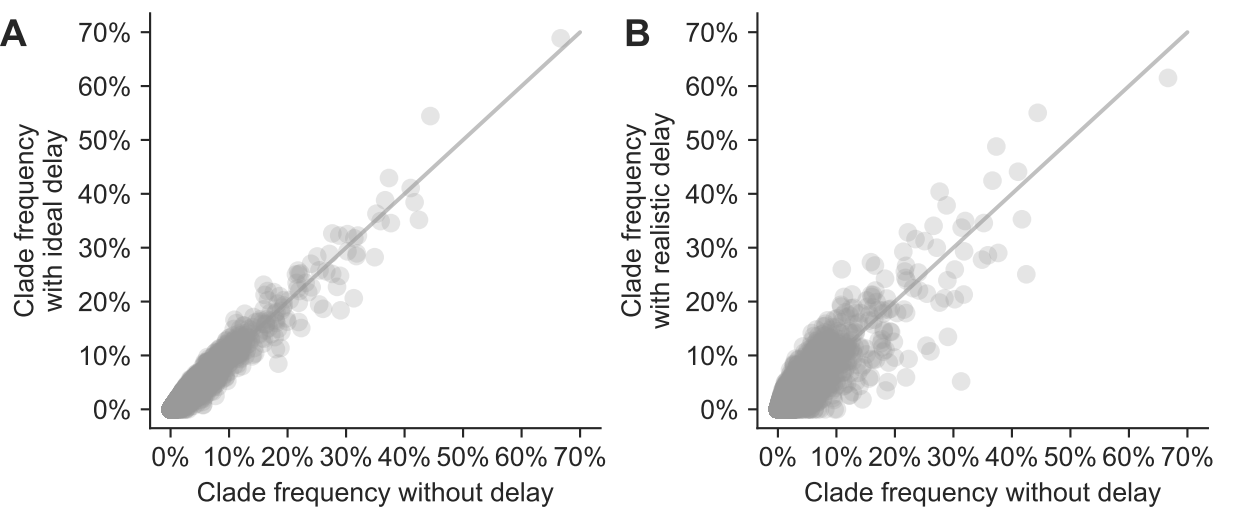 A
70%
60%
50%
40%
30%
20%
10%
0%
Clade frequency
with ideal delay
0% 10% 20% 30% 40% 50% 60% 70%
Clade frequency without delay
B
70%
60%
50%
40%
30%
20%
10%
0%
Clade frequency
with realistic delay
0% 10% 20% 30% 40% 50% 60% 70%
Clade frequency without delay